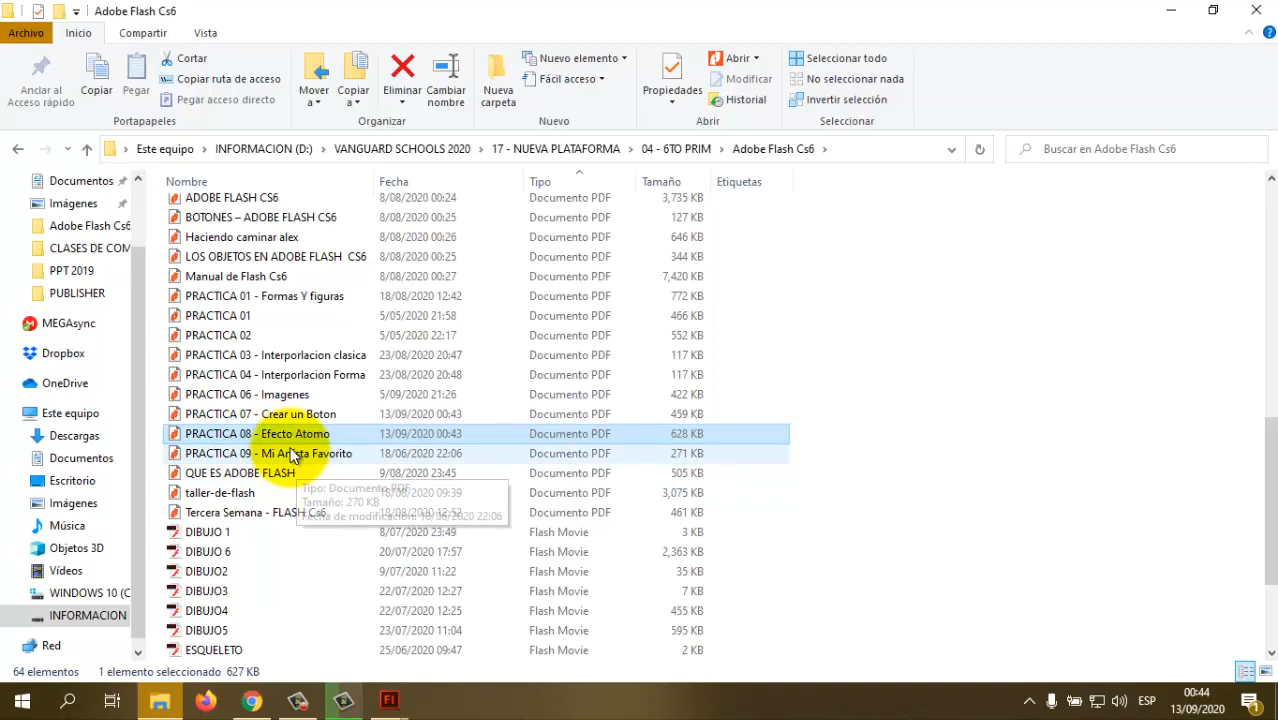 Adobe Flash Cs6
Archivo Inicio Compartir Vista
Anclar al Acceso rápido
Copiar
Pegar
Cortar
Copiar ruta de acceso
Pegar acceso directo
Portapapeles
Mover a
Copiar a
Eliminar
Cambiar nombre
Organizar
Nueva carpeta
Nuevo elemento
Fácil acceso
Nuevo
Propiedades
Abrir
Modificar
Historial
Abrir
Seleccionar todo
No seleccionar nada
Invertir selección
Selección
Este equipo > INFORMACION (D:) > VANGUARD SCHOOLS 2020 > 17 - NUEVA PLATAFORMA > 04 - 6TO PRIM > Adobe Flash Cs6 >
Buscar en Adobe Flash Cs6
Documentos
Imágenes
Adobe Flash Cs6
CLASES DE COM
PPT 2019
PUBLISHER
MEGAsync
Dropbox
OneDrive
Este equipo
Descargas
Documentos
Escritorio
Imágenes
Música
Objetos 3D
Vídeos
WINDOWS 10 (C
INFORMACION
Red
Nombre Fecha Tipo Tamaño Etiquetas
ADOBE FLASH CS6 8/08/2020 00:24 Documento PDF 3,735 KB
BOTONES – ADOBE FLASH CS6 8/08/2020 00:25 Documento PDF 127 KB
Haciendo caminar alex 8/08/2020 00:26 Documento PDF 646 KB
LOS OBJETOS EN ADOBE FLASH CS6 8/08/2020 00:25 Documento PDF 344 KB
Manual de Flash Cs6 8/08/2020 00:27 Documento PDF 7,420 KB
PRACTICA 01 - Formas Y figuras 18/08/2020 12:42 Documento PDF 772 KB
PRACTICA 01 5/05/2020 21:58 Documento PDF 466 KB
PRACTICA 02 5/05/2020 22:17 Documento PDF 552 KB
PRACTICA 03 - Interporlacion clasica 23/08/2020 20:47 Documento PDF 117 KB
PRACTICA 04 - Interporlacion Forma 23/08/2020 20:48 Documento PDF 117 KB
PRACTICA 06 - Imagenes 5/09/2020 21:26 Documento PDF 422 KB
PRACTICA 07 - Crear un Boton 13/09/2020 00:43 Documento PDF 459 KB
PRACTICA 08 - Efecto Atomo 13/09/2020 00:43 Documento PDF 628 KB
PRACTICA 09 - Mi Artista Favorito 18/06/2020 22:06 Documento PDF 271 KB
QUE ES ADOBE FLASH 9/08/2020 23:45 Documento PDF 505 KB
taller-de-flash 18/08/2020 09:39 Documento PDF 3,075 KB
Tercera Semana - FLASH Cs6 18/08/2020 12:52 Documento PDF 461 KB
Tipo: Documento PDF
Tamaño: 270 KB
Fecha de modificación: 18/06/2020 22:06
DIBUJO 1 8/07/2020 23:49 Flash Movie 3 KB
DIBUJO 6 20/07/2020 17:57 Flash Movie 2,363 KB
DIBUJO2 9/07/2020 11:22 Flash Movie 35 KB
DIBUJO3 22/07/2020 12:27 Flash Movie 7 KB
DIBUJO4 22/07/2020 12:25 Flash Movie 455 KB
DIBUJO5 23/07/2020 11:04 Flash Movie 595 KB
ESQUELETO 25/06/2020 09:47 Flash Movie 2 KB
64 elementos 1 elemento seleccionado 627 KB
Fl
ESP
00:44
13/09/2020
1